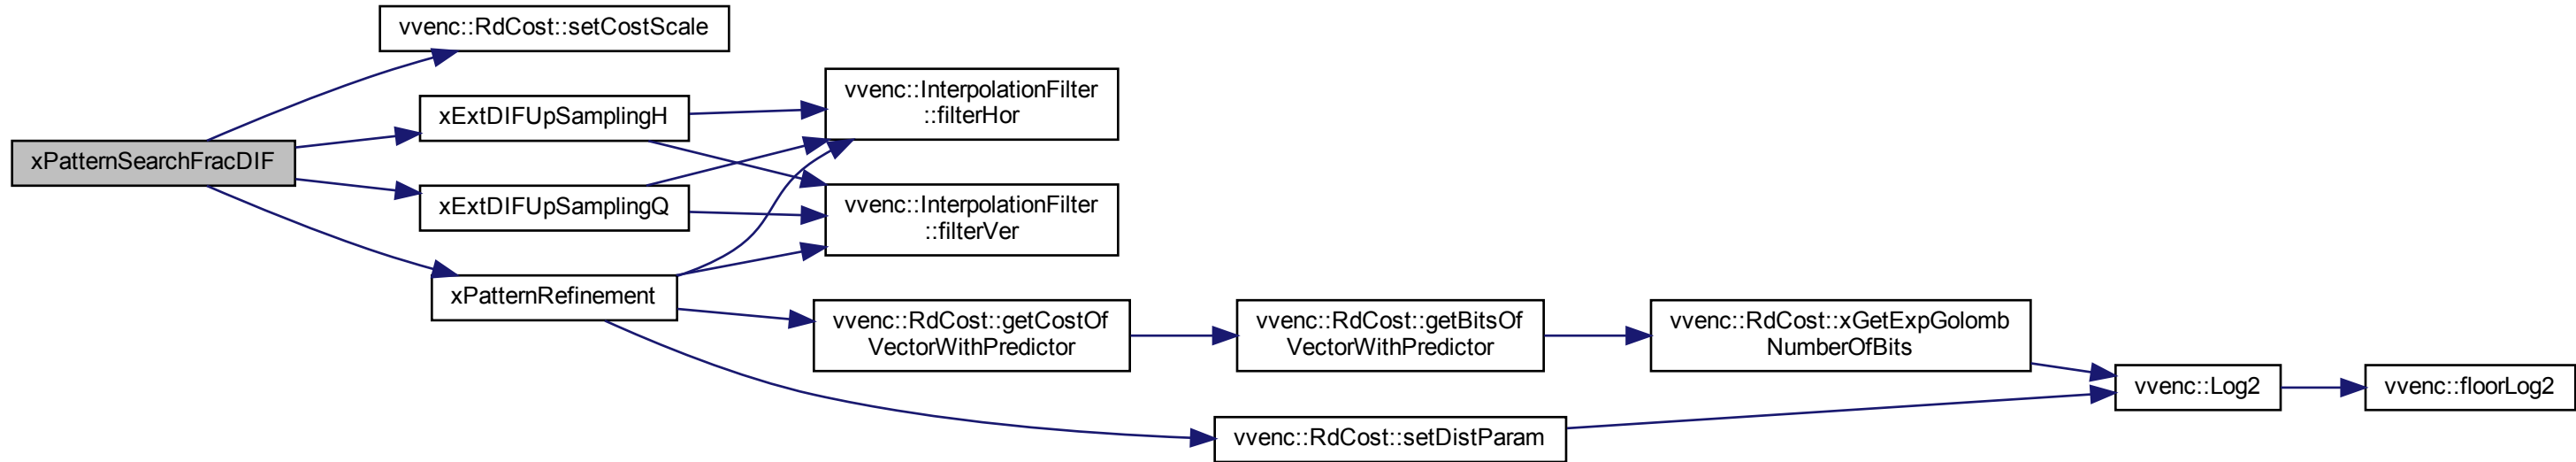 vvenc::RdCost::setCostScale
xExtDIFUpSamplingH
vvenc::InterpolationFilter
::filterHor
xPatternSearchFracDIF
xExtDIFUpSamplingQ
vvenc::InterpolationFilter
::filterVer
xPatternRefinement
vvenc::RdCost::getCostOf
VectorWithPredictor
vvenc::RdCost::getBitsOf
VectorWithPredictor
vvenc::RdCost::xGetExpGolomb
NumberOfBits
vvenc::Log2
vvenc::floorLog2
vvenc::RdCost::setDistParam